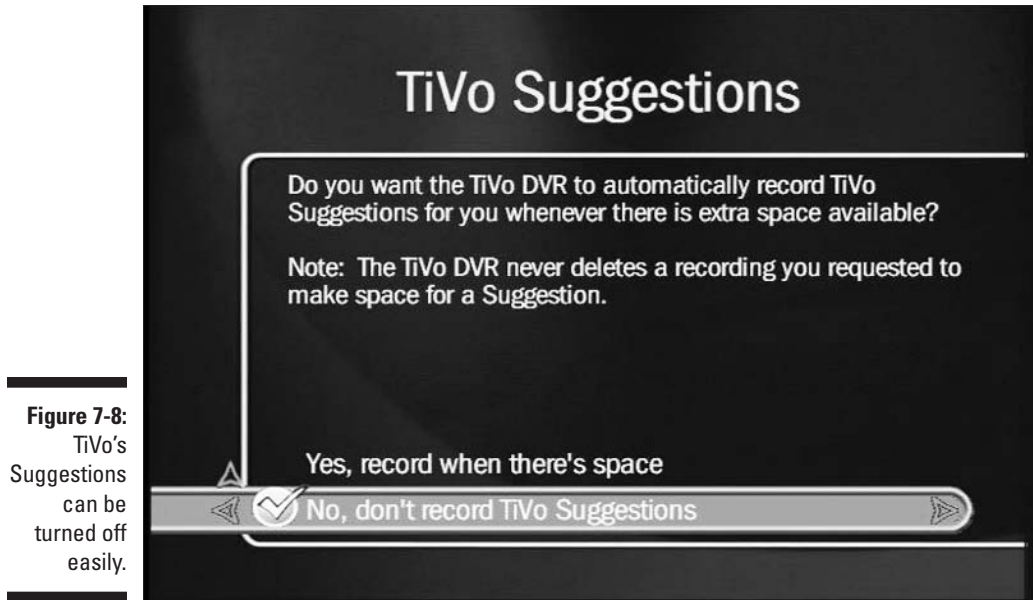 TiVo Suggestions
Do you want the TiVo DVR to automatically record TiVo
Suggestions for you whenever there is extra space available?
Note: The TiVo DVR never deletes a recording you requested to
make space for a Suggestion.
Yes, record when there's space
No, don't record TiVo Suggestions
Figure 7-8:
TiVo’s
Suggestions
can be
turned off
easily.